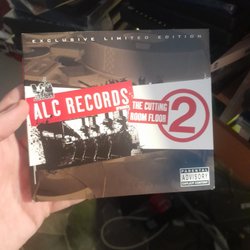 EXCLUSIVE LIMITED EDITION
ALC RECORDS
THE CUTTING
ROOM FLOOR
2
PARENTAL
ADVISORY
EXPLICIT CONTENT